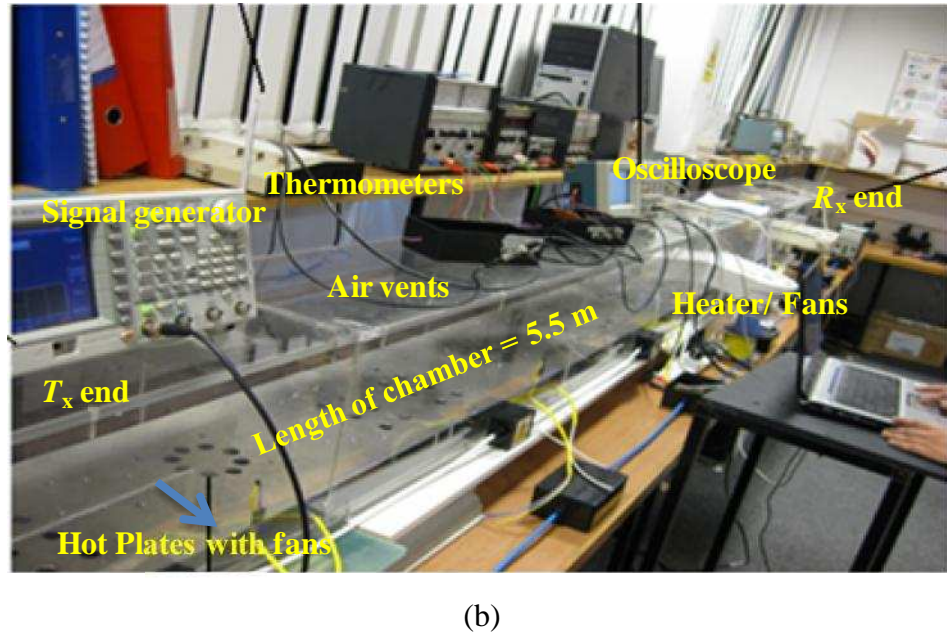 Thermometers
Oscilloscope
Signal generator
Rx end
Air vents
Heater/ Fans
Length of chamber = 5.5 m
Tx end
Hot Plates with fans
(b)